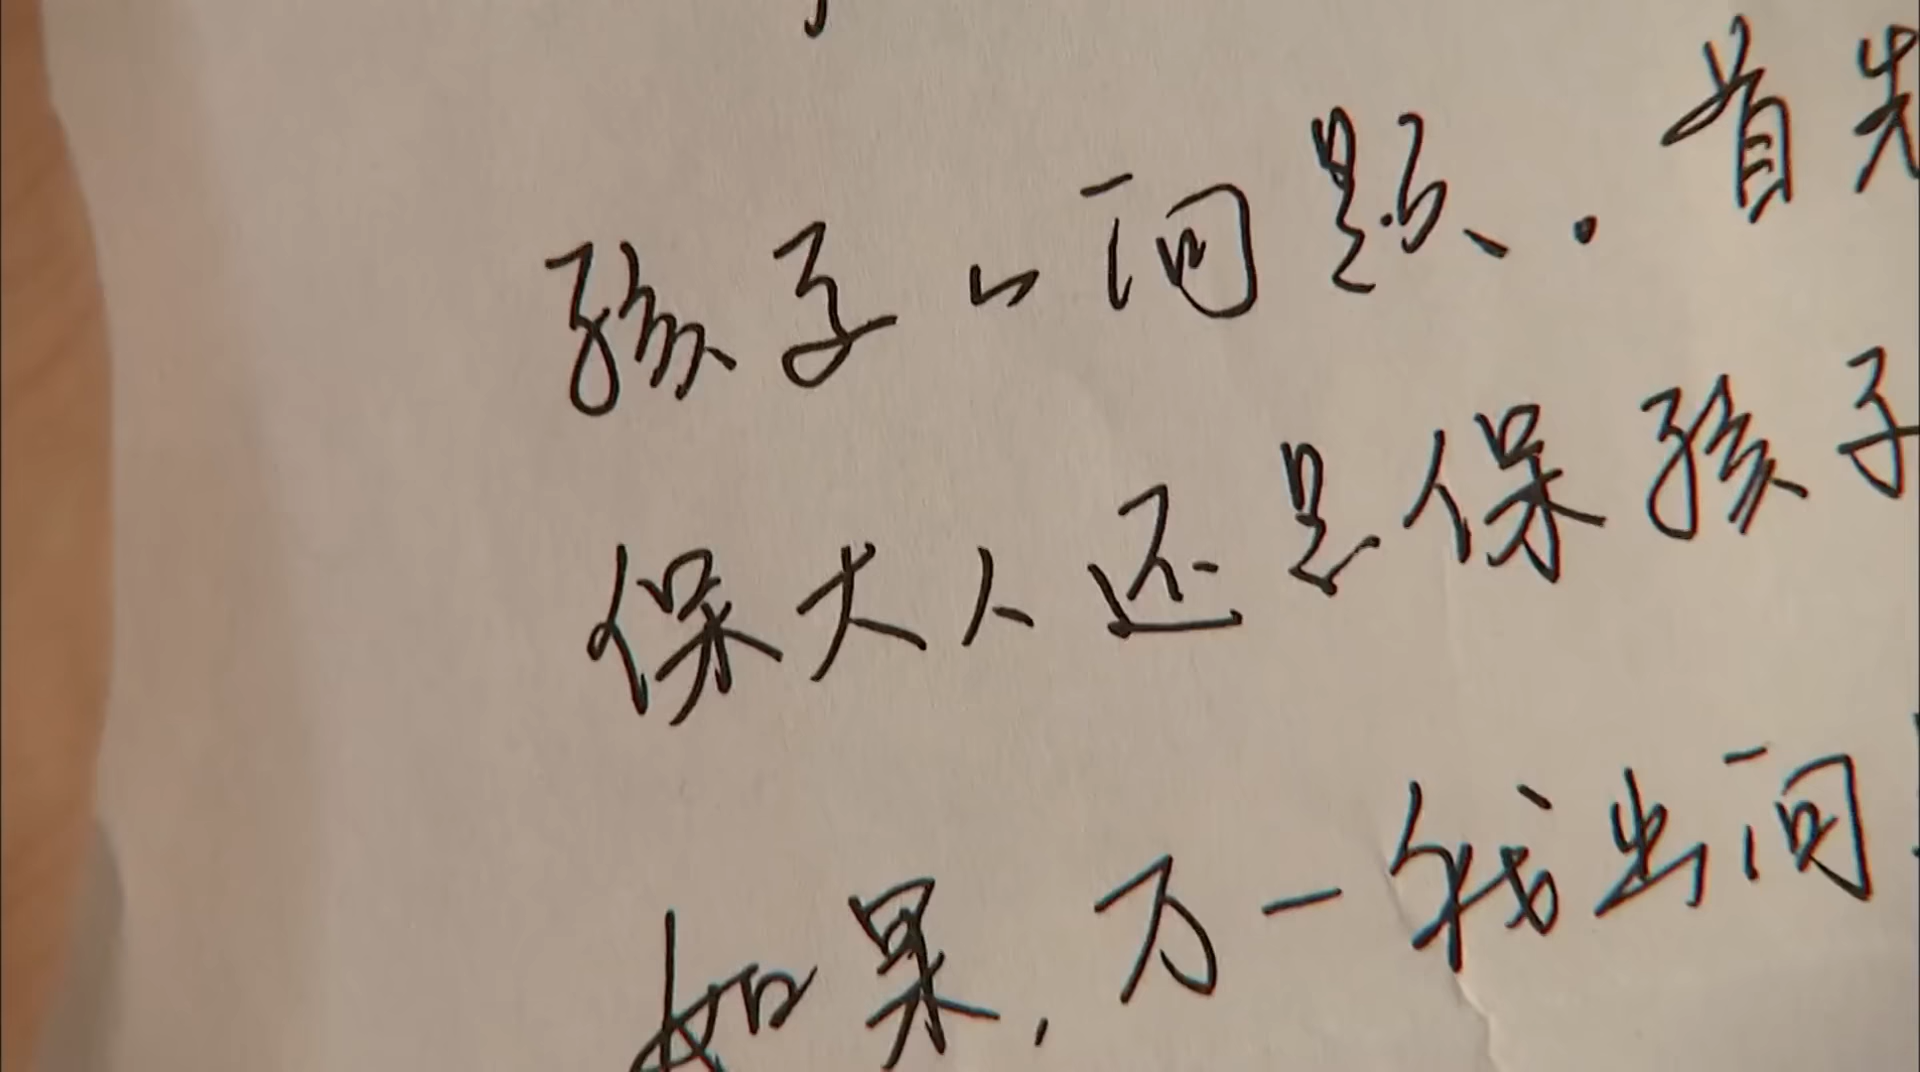 孩子的问题．首先
保大人还是保孩子
如果，万一我出问